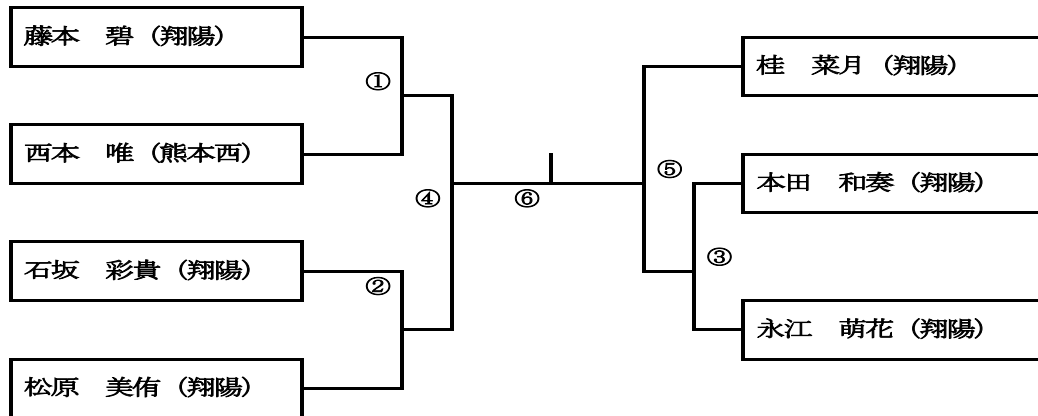 藤本　碧（翔陽）
①
西本　唯（熊本西）
④
石坂　彩貴（翔陽）
②
松原　美侑（翔陽）
⑥
桂　菜月（翔陽）
⑤
本田　和奏（翔陽）
③
永江　萌花（翔陽）